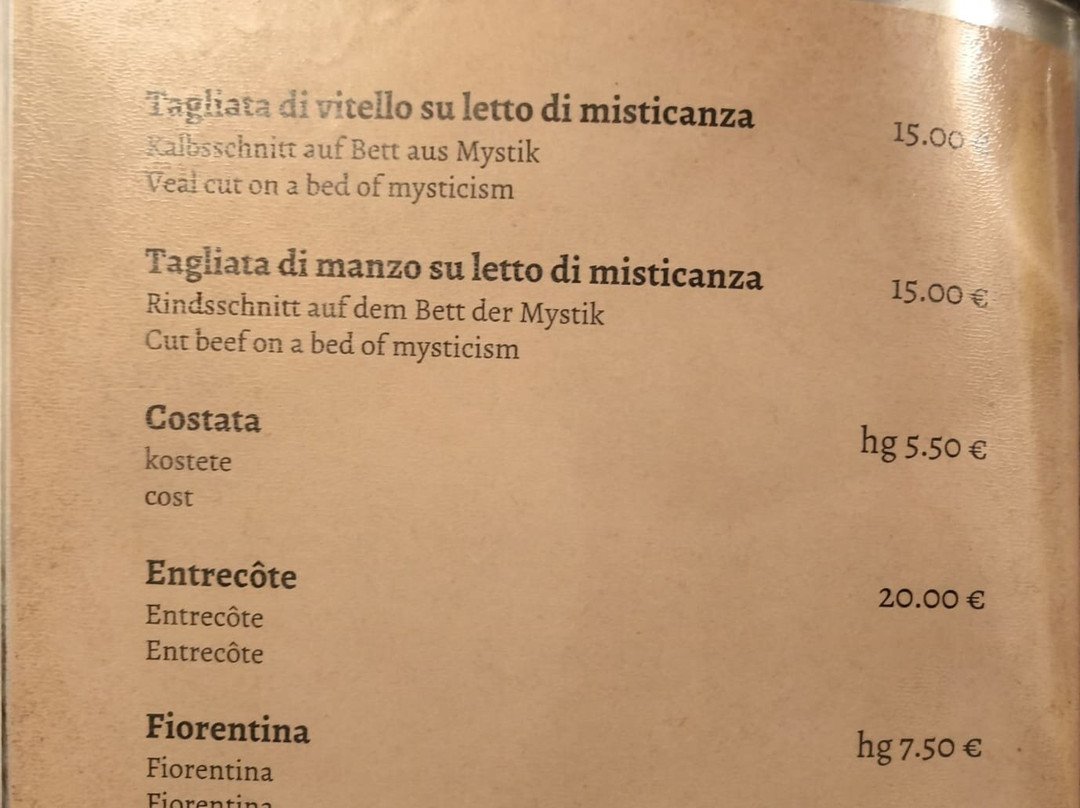 Tagliata di vitello su letto di misticanza
15.00 €
Kalbsschnitt auf Bett aus Mystik
Veal cut on a bed of mysticism
Tagliata di manzo su letto di misticanza
15.00 €
Rindsschnitt auf dem Bett der Mystik
Cut beef on a bed of mysticism
Costata
hg 5.50 €
kostete
cost
Entrecôte
20.00 €
Entrecôte
Entrecôte
Fiorentina
hg 7.50 €
Fiorentina
Fiorentina